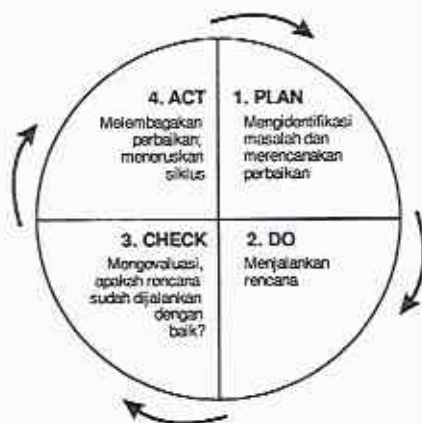 4. ACT
Melembagakan
perbaikan;
meneruskan
siklus
1. PLAN
Mengidentifikasi
masalah dan
merencanakan
perbaikan
3. CHECK
Mengevaluasi,
apakah rencana
sudah dijalankan
dengan
baik?
2. DO
Menjalankan
rencana